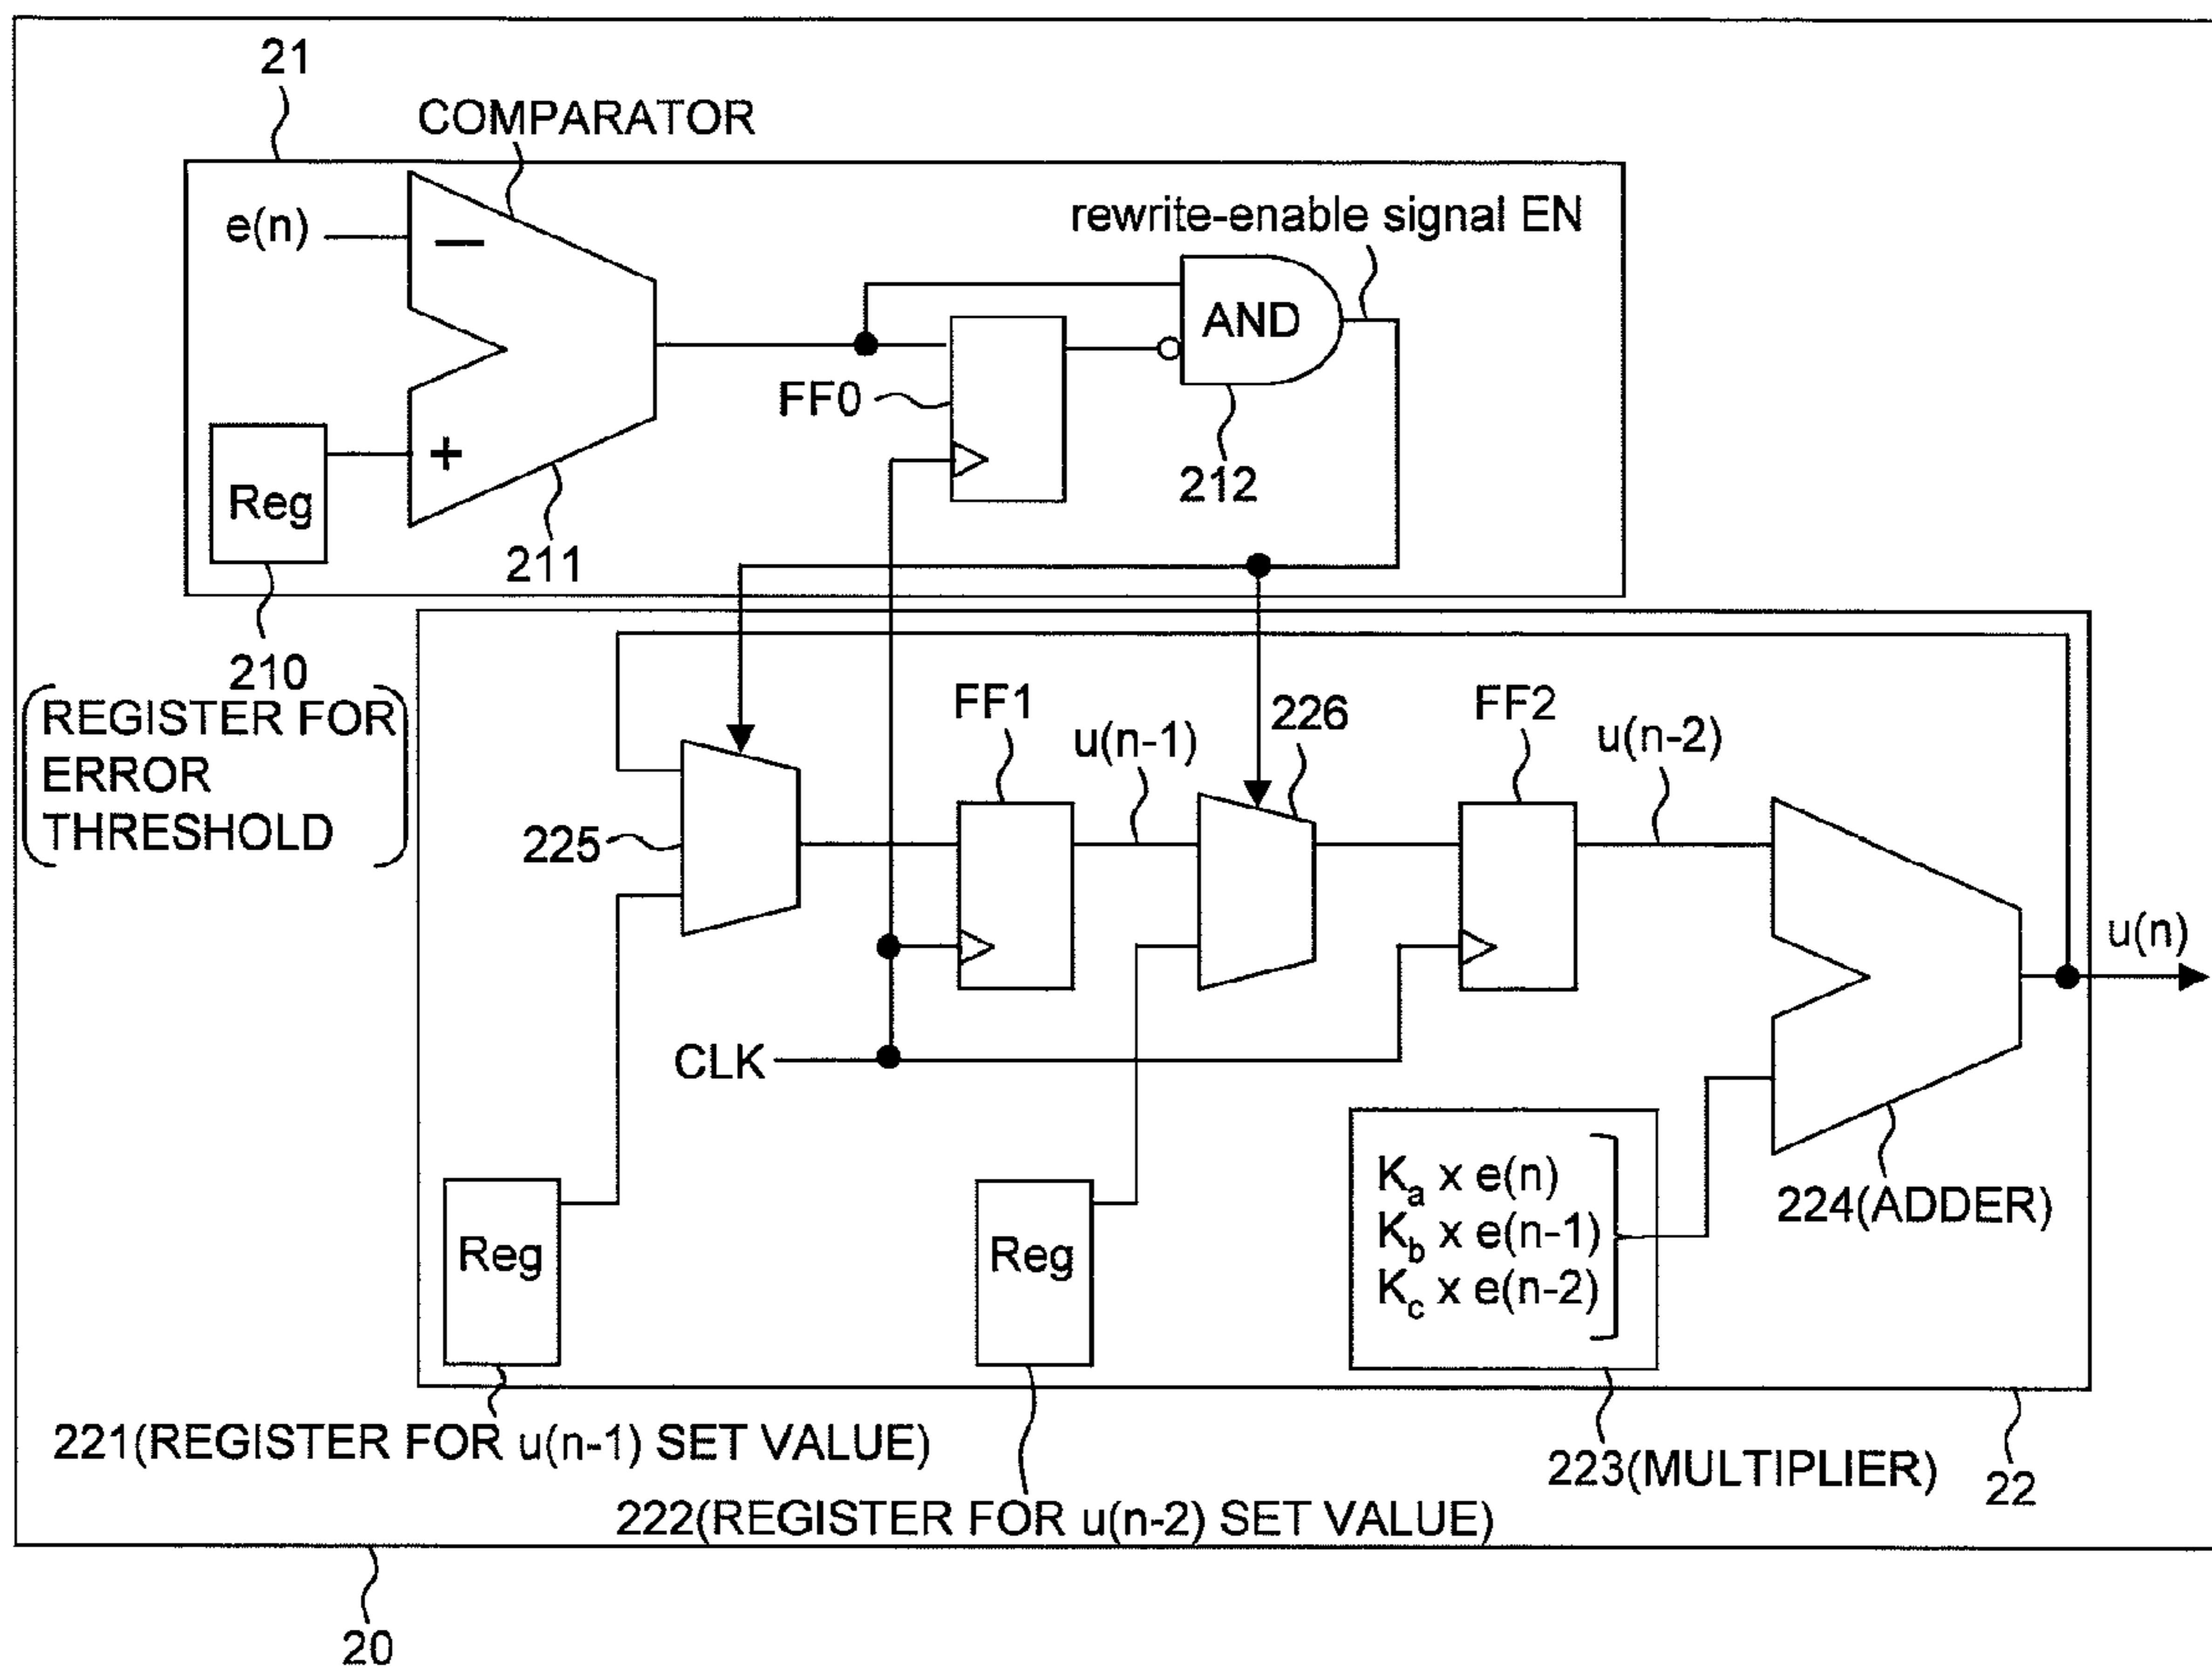 21
COMPARATOR
e(n)
−
rewrite-enable signal EN
AND
FF0
+
Reg
212
211
210
REGISTER FOR
ERROR
THRESHOLD
FF1
u(n-1)
226
FF2
u(n-2)
225
u(n)
CLK
Ka x e(n)
Kb x e(n-1)
Kc x e(n-2)
224(ADDER)
Reg
Reg
221(REGISTER FOR u(n-1) SET VALUE)
223(MULTIPLIER)
22
222(REGISTER FOR u(n-2) SET VALUE)
20